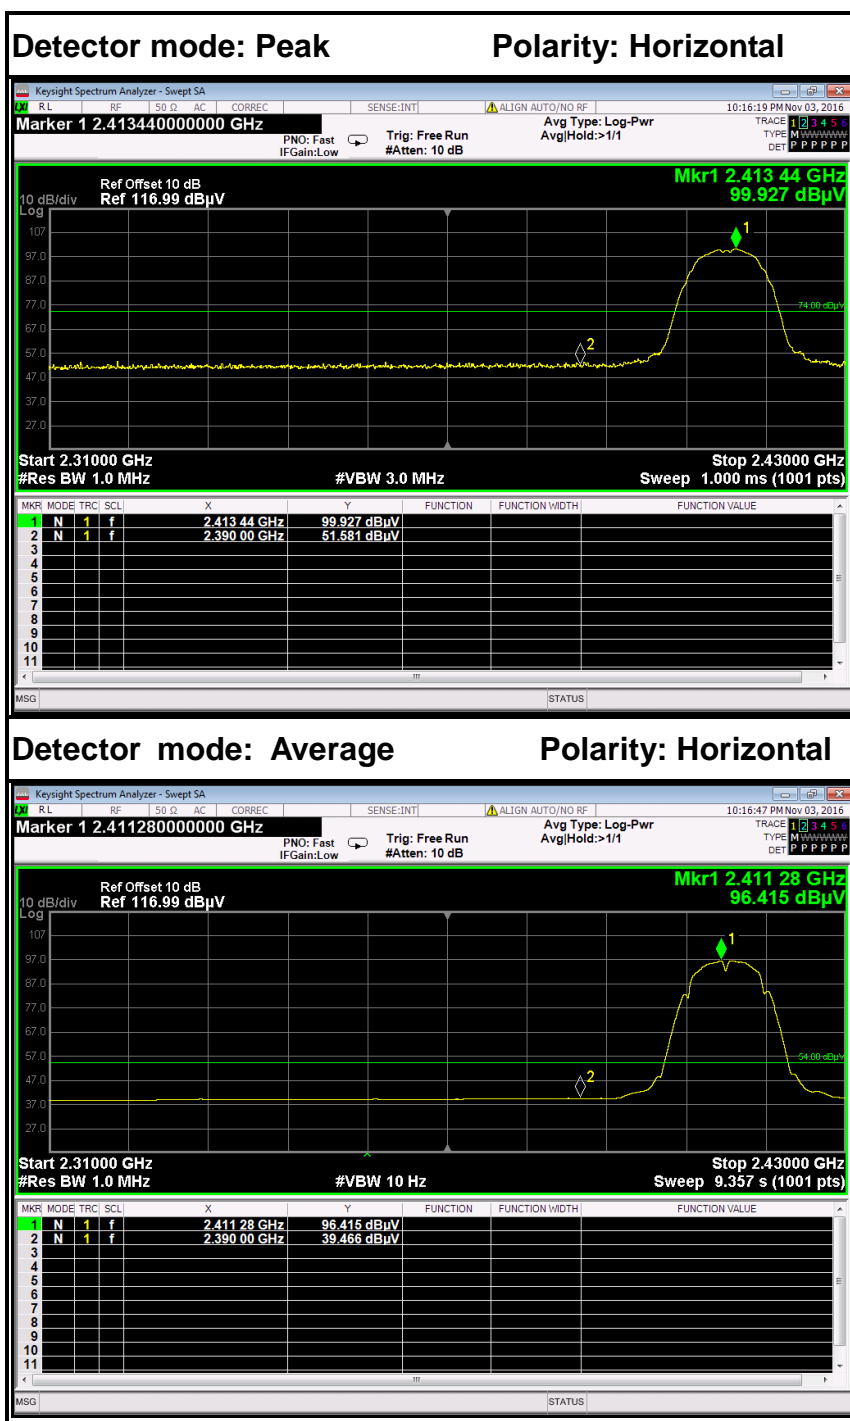 Detector mode: Peak Polarity: Horizontal
Keysight Spectrum Analyzer - Swept SA
LXI RL RF 50 Ω AC CORREC SENSE:INT ALIGN AUTO/NO RF 10:16:19 PM Nov 03, 2016
Marker 1 2.413440000000 GHz
PNO: Fast
IFGain:Low
Trig: Free Run
#Atten: 10 dB
Avg Type: Log-Pwr
Avg|Hold:>1/1
TRACE 1 2 3 4 5 6
TYPE M WWWWW
DET P P P P P P
Mkr1 2.413 44 GHz
99.927 dBµV
Ref Offset 10 dB
10 dB/div Ref 116.99 dBµV
Log
107
97.0
87.0
77.0
67.0
57.0
47.0
37.0
27.0
1
74.00 dBµV
2
Start 2.31000 GHz Stop 2.43000 GHz
#Res BW 1.0 MHz #VBW 3.0 MHz Sweep 1.000 ms (1001 pts)
MKR MODE TRC SCL X Y FUNCTION FUNCTION WIDTH FUNCTION VALUE
1 N 1 f 2.413 44 GHz 99.927 dBµV
2 N 1 f 2.390 00 GHz 51.581 dBµV
3
4
5
6
7
8
9
10
11
MSG STATUS
Detector mode: Average Polarity: Horizontal
Keysight Spectrum Analyzer - Swept SA
LXI RL RF 50 Ω AC CORREC SENSE:INT ALIGN AUTO/NO RF 10:16:47 PM Nov 03, 2016
Marker 1 2.411280000000 GHz
PNO: Fast
IFGain:Low
Trig: Free Run
#Atten: 10 dB
Avg Type: Log-Pwr
Avg|Hold:>1/1
TRACE 1 2 3 4 5 6
TYPE M WWWWW
DET P P P P P P
Mkr1 2.411 28 GHz
96.415 dBµV
Ref Offset 10 dB
10 dB/div Ref 116.99 dBµV
Log
107
97.0
87.0
77.0
67.0
57.0
47.0
37.0
27.0
1
54.00 dBµV
2
Start 2.31000 GHz Stop 2.43000 GHz
#Res BW 1.0 MHz #VBW 10 Hz Sweep 9.357 s (1001 pts)
MKR MODE TRC SCL X Y FUNCTION FUNCTION WIDTH FUNCTION VALUE
1 N 1 f 2.411 28 GHz 96.415 dBµV
2 N 1 f 2.390 00 GHz 39.466 dBµV
3
4
5
6
7
8
9
10
11
MSG STATUS